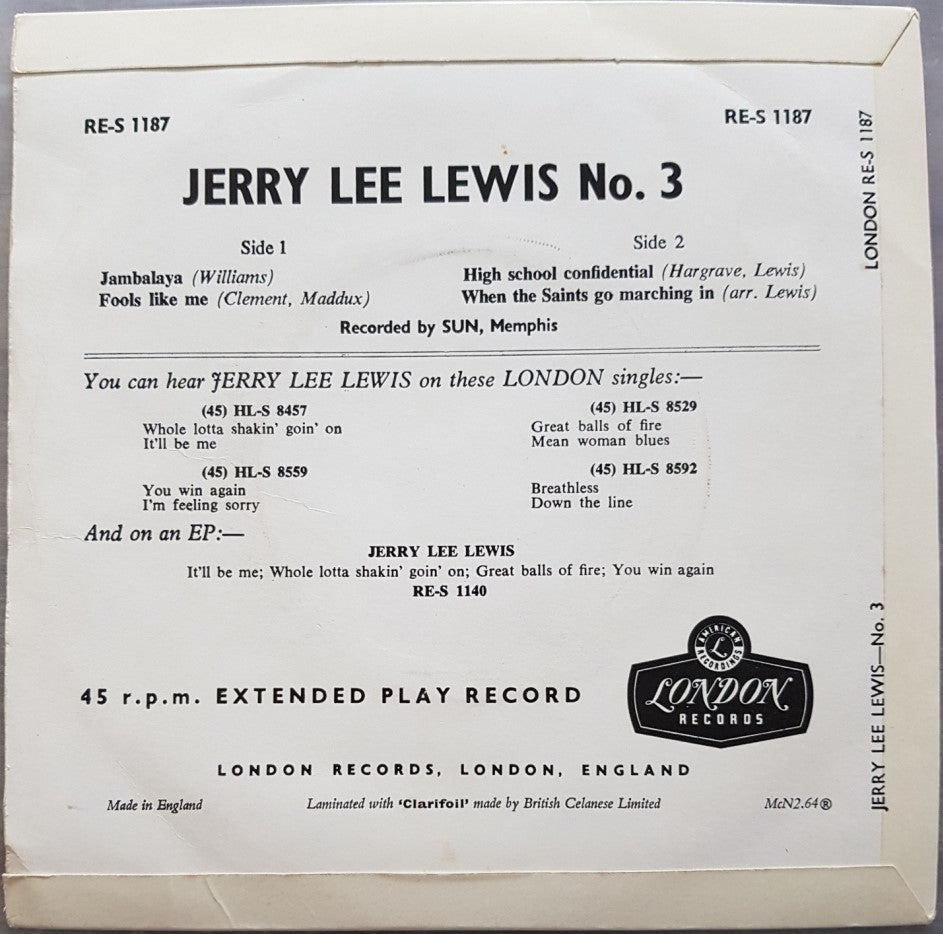 RE-S 1187
RE-S 1187
JERRY LEE LEWIS No. 3
Side 1
Jambalaya (Williams)
Fools like me (Clement, Maddux)
Side 2
High school confidential (Hargrave, Lewis)
When the Saints go marching in (arr. Lewis)
Recorded by SUN, Memphis
You can hear JERRY LEE LEWIS on these LONDON singles:—
(45) HL-S 8457
Whole lotta shakin' goin' on
It'll be me
(45) HL-S 8529
Great balls of fire
Mean woman blues
(45) HL-S 8559
You win again
I'm feeling sorry
(45) HL-S 8592
Breathless
Down the line
And on an EP:—
JERRY LEE LEWIS
It'll be me; Whole lotta shakin' goin' on; Great balls of fire; You win again
RE-S 1140
45 r.p.m. EXTENDED PLAY RECORD
AMERICAN
L
RECORDINGS
LONDON
RECORDS
LONDON RECORDS, LONDON, ENGLAND
Made in England
Laminated with 'Clarifoil' made by British Celanese Limited
McN2.64®
LONDON RE-S 1187
JERRY LEE LEWIS—No. 3